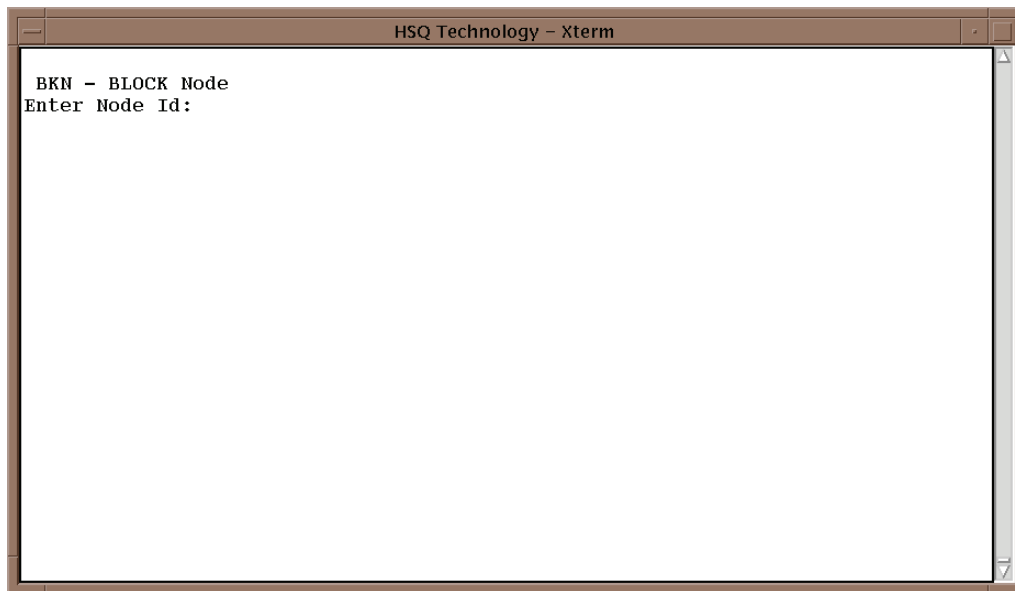 HSQ Technology – Xterm
BKN – BLOCK Node
Enter Node Id: